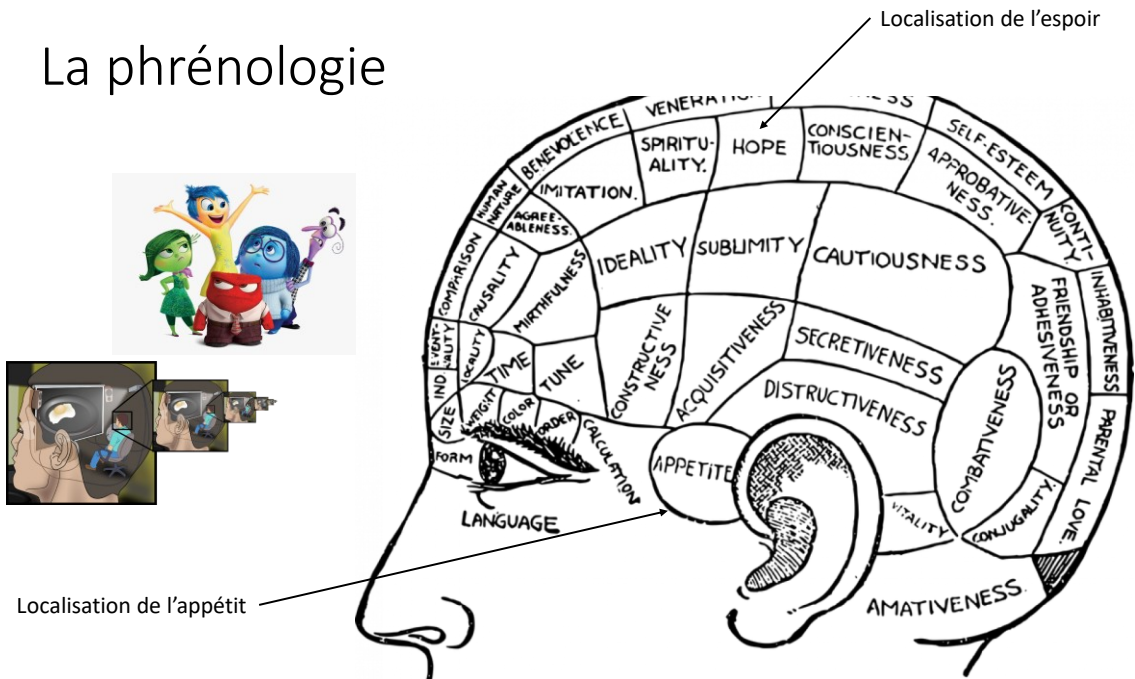 Localisation de l’espoir
La phrénologie
VENERATION
BENEVOLENCE
SELF-ESTEEM
SPIRITU-
ALITY.
HOPE
CONSCIEN-
TIOUSNESS
APPROBATIVE-
NESS.
HUMAN
NATURE
IMITATION.
AGREE-
ABLENESS.
CONTI-
NUITY.
COMPARISON
CAUSALITY
MIRTHFULNESS
IDEALITY
SUBLIMITY
CAUTIOUSNESS
INHABITIVENESS
FRIENDSHIP OR
ADHESIVENESS
EVENT-
UALITY
LOCALITY
TIME
TUNE
CONSTRUCTIVE
NESS
ACQUISITIVENESS
SECRETIVENESS
DISTRUCTIVENESS
COMBATIVENESS
PARENTAL LOVE.
IND
SIZE
WEIGHT
COLOR
ORDER
CALCULATION
FORM
APPETITE
LANGUAGE
VITALITY
CONJUGALITY.
AMATIVENESS.
Localisation de l’appétit